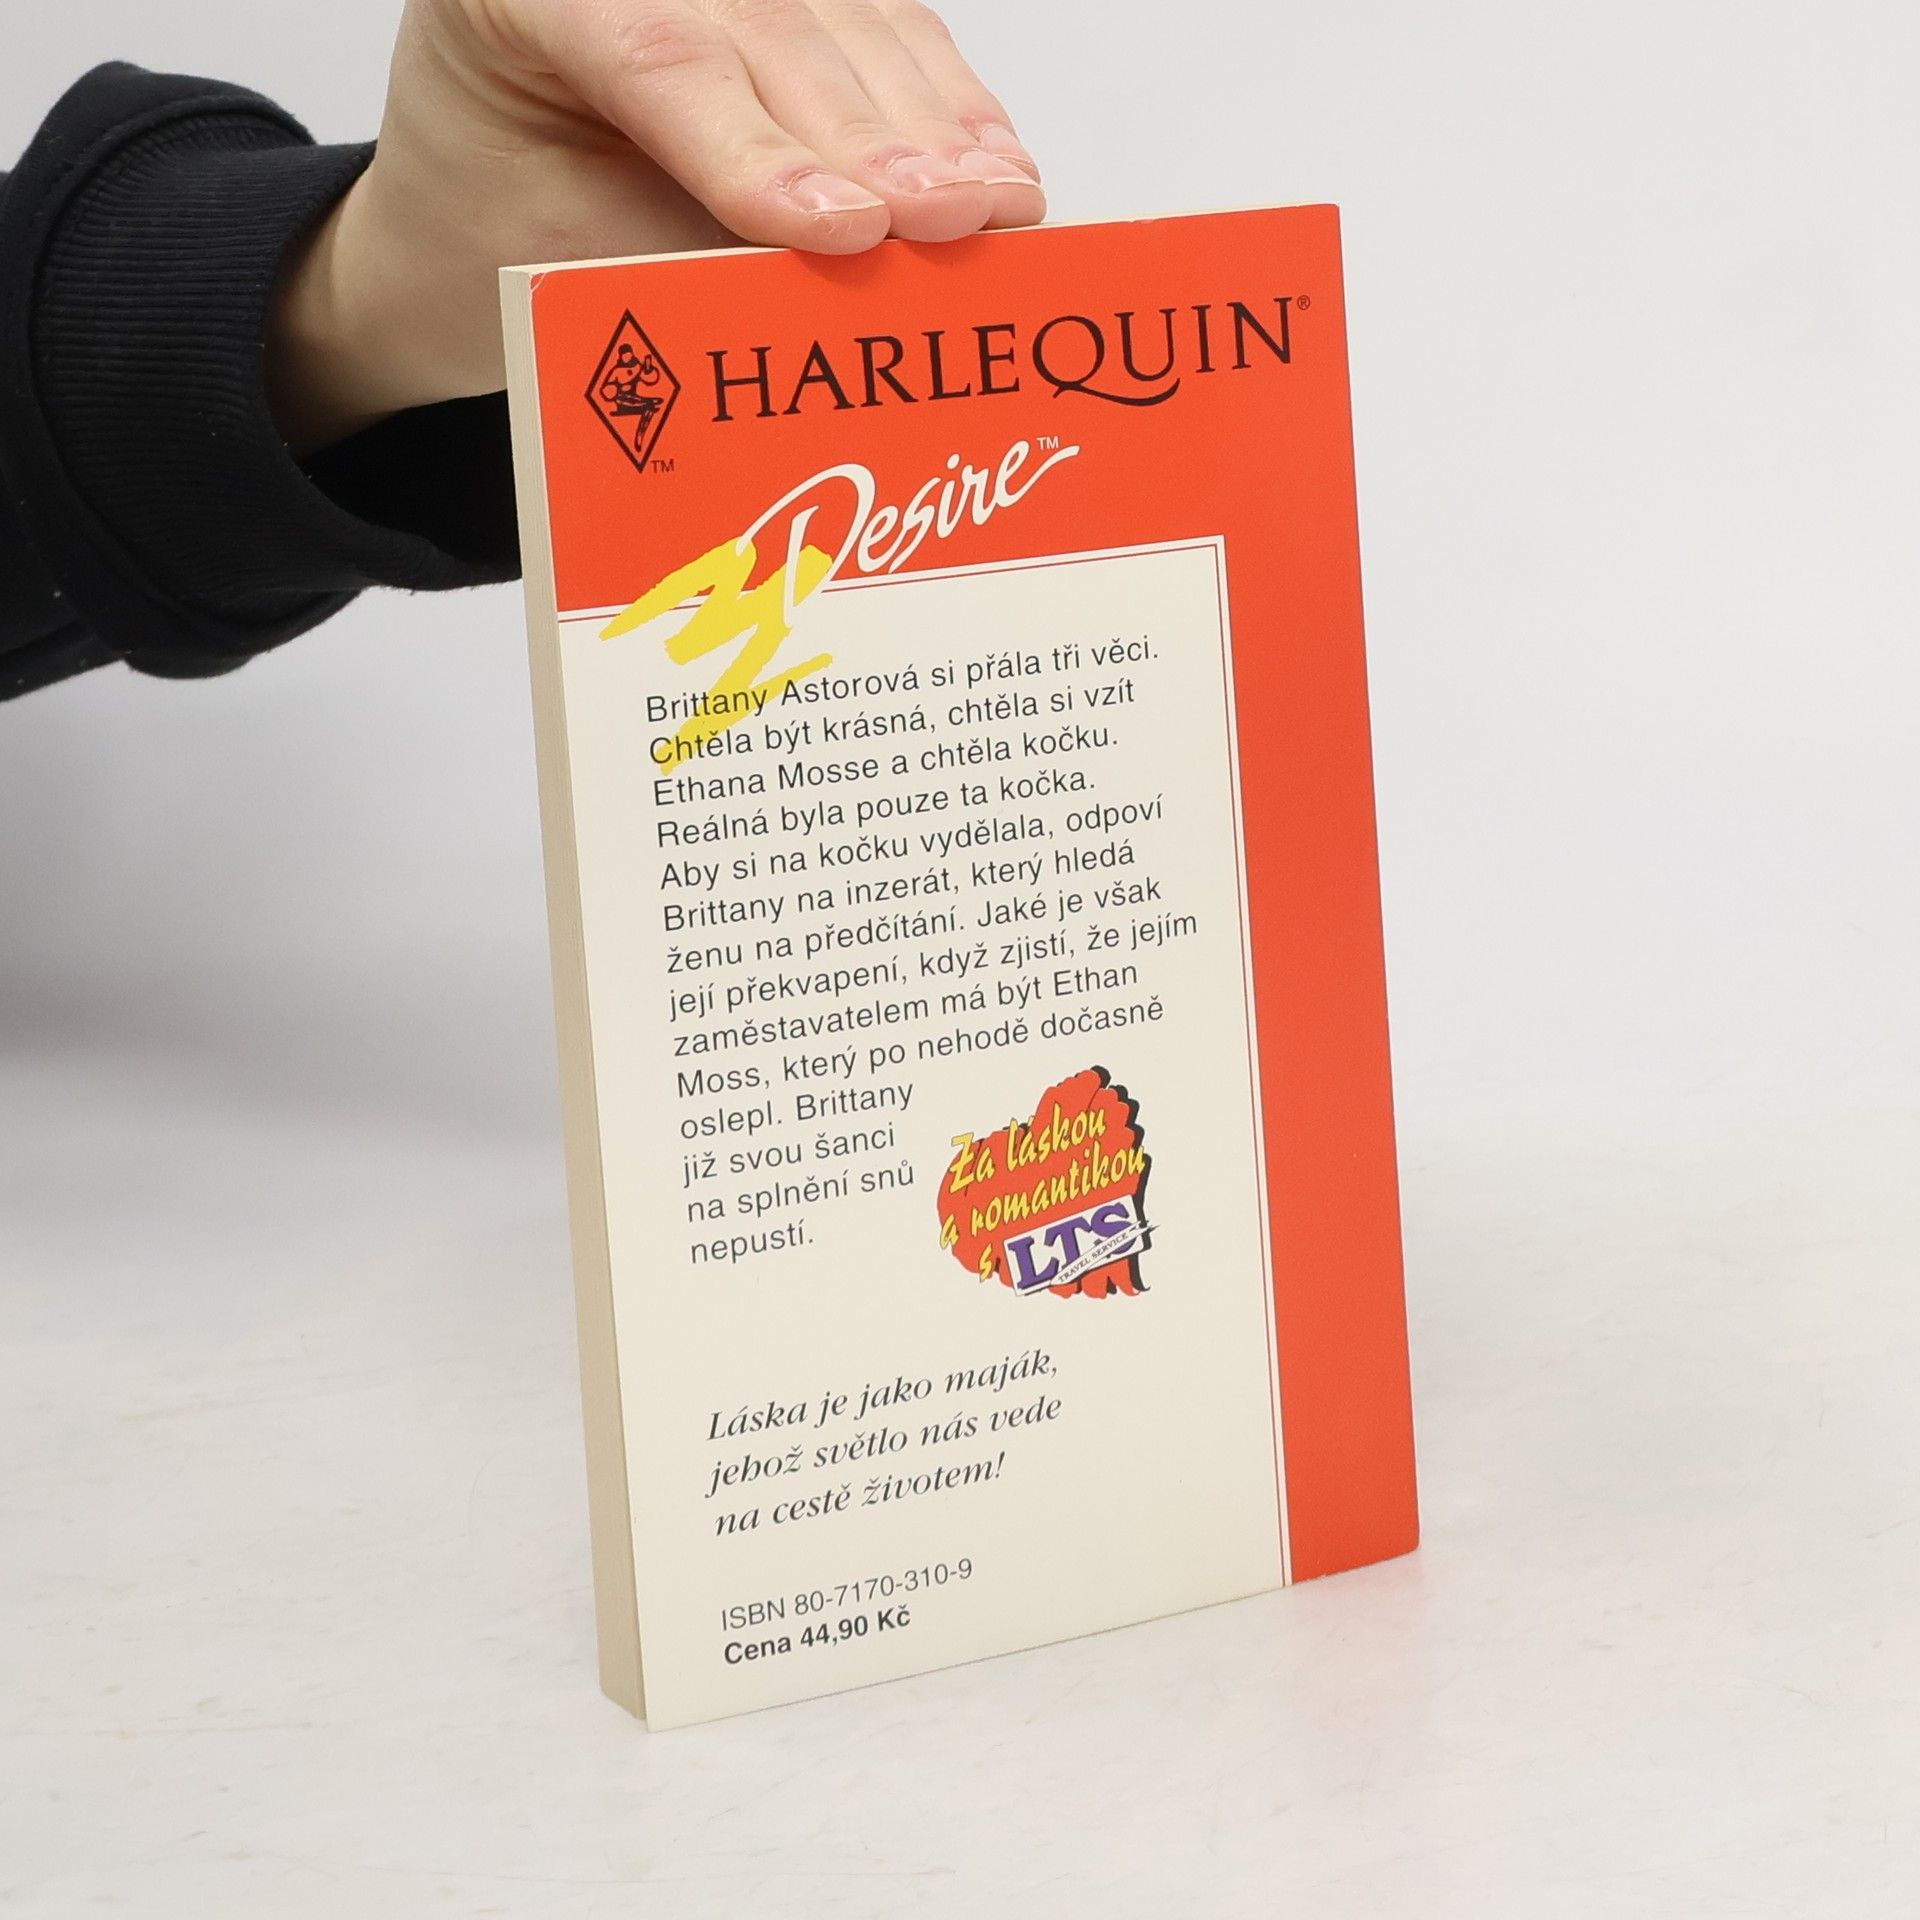 HARLEQUIN®
TM
Desire™
Brittany Astorová si přála tři věci.
Chtěla být krásná, chtěla si vzít
Ethana Mosse a chtěla kočku.
Reálná byla pouze ta kočka.
Aby si na kočku vydělala, odpoví
Brittany na inzerát, který hledá
ženu na předčítání. Jaké je však
její překvapení, když zjistí, že jejím
zaměstavatelem má být Ethan
Moss, který po nehodě dočasně
oslepl. Brittany
již svou šanci
na splnění snů
nepustí.
Za láskou
a romantikou
s LTS
TRAVEL SERVICE
Láska je jako maják,
jehož světlo nás vede
na cestě životem!
ISBN 80-7170-310-9
Cena 44,90 Kč